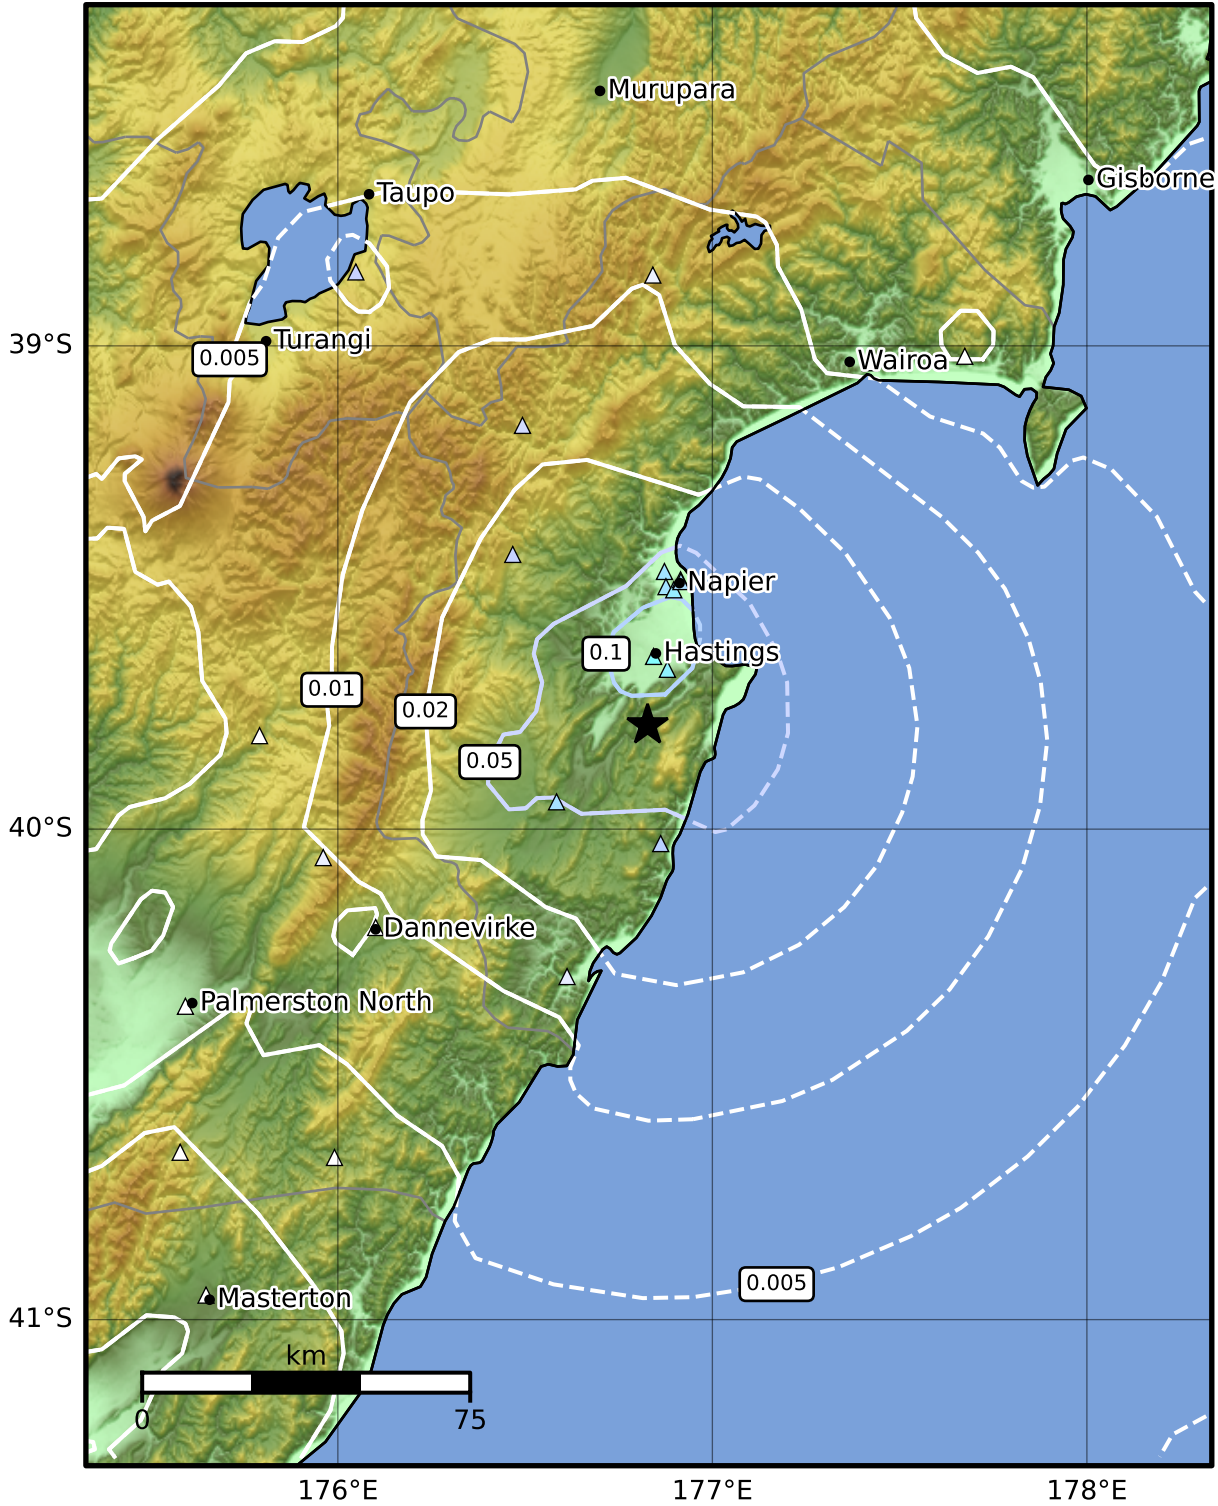 Murupara
Gisborne
Taupo
Turangi
39°S
0.005
Wairoa
Napier
Hastings
0.1
0.01
0.02
0.05
40°S
Dannevirke
Palmerston North
0.005
Masterton
41°S
km
0 75
176°E 177°E 178°E